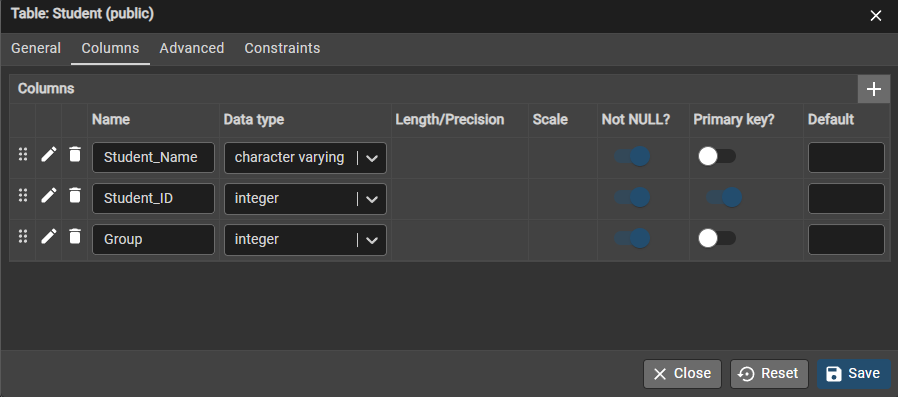 Table: Student (public)
General Columns Advanced Constraints
Columns
Name Data type Length/Precision Scale Not NULL? Primary key? Default
Student_Name character varying
Student_ID integer
Group integer
Close Reset Save